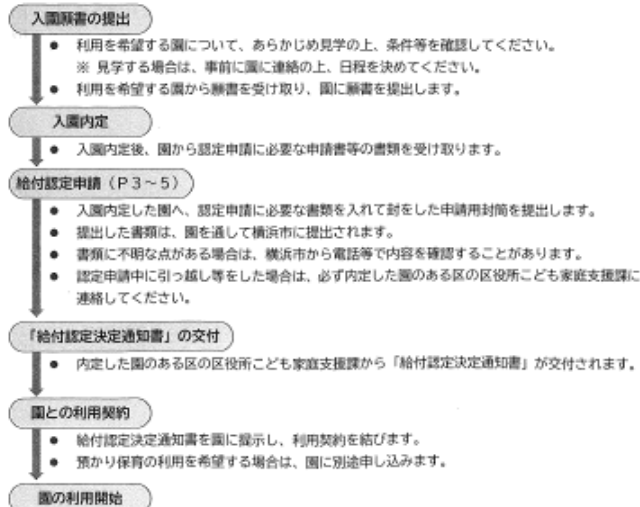 入園願書の提出
● 利用を希望する園について、あらかじめ見学の上、条件等を確認してください。
※ 見学する場合は、事前に園に連絡の上、日程を決めてください。
● 利用を希望する園から願書を受け取り、園に願書を提出します。
入園内定
● 入園内定後、園から認定申請に必要な申請書等の書類を受け取ります。
給付認定申請（P3～5）
● 入園内定した園へ、認定申請に必要な書類を入れて封をした申請用封筒を提出します。
● 提出した書類は、園を通して横浜市に提出されます。
● 書類に不明な点がある場合は、横浜市から電話等で内容を確認することがあります。
● 認定申請中に引っ越し等をした場合は、必ず内定した園のある区の区役所こども家庭支援課に
連絡してください。
「給付認定決定通知書」の交付
● 内定した園のある区の区役所こども家庭支援課から「給付認定決定通知書」が交付されます。
園との利用契約
● 給付認定決定通知書を園に提示し、利用契約を結びます。
● 預かり保育の利用を希望する場合は、園に別途申し込みます。
園の利用開始